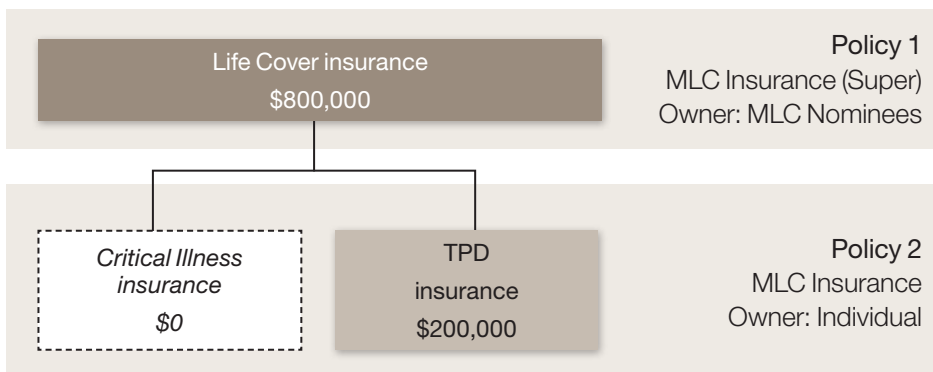 Life Cover insurance
$800,000
Policy 1
MLC Insurance (Super)
Owner: MLC Nominees
Critical Illness
insurance
$0
TPD
insurance
$200,000
Policy 2
MLC Insurance
Owner: Individual